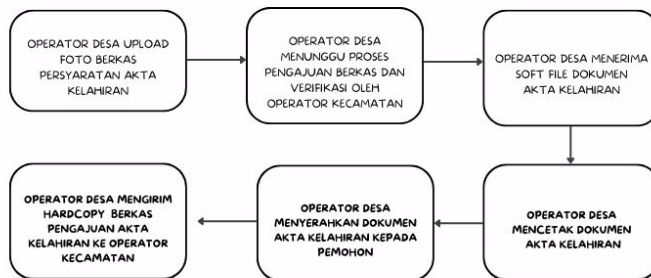 OPERATOR DESA UPLOAD
FOTO BERKAS
PERSYARATAN AKTA
KELAHIRAN
OPERATOR DESA
MENUNGGU PROSES
PENGAJUAN BERKAS DAN
VERIFIKASI OLEH
OPERATOR KECAMATAN
OPERATOR DESA MENERIMA
SOFT FILE DOKUMEN
AKTA KELAHIRAN
OPERATOR DESA
MENCETAK DOKUMEN
AKTA KELAHIRAN
OPERATOR DESA
MENYERAHKAN DOKUMEN
AKTA KELAHIRAN KEPADA
PEMOHON
OPERATOR DESA MENGIRIM
HARDCOPY BERKAS
PENGAJUAN AKTA
KELAHIRAN KE OPERATOR
KECAMATAN